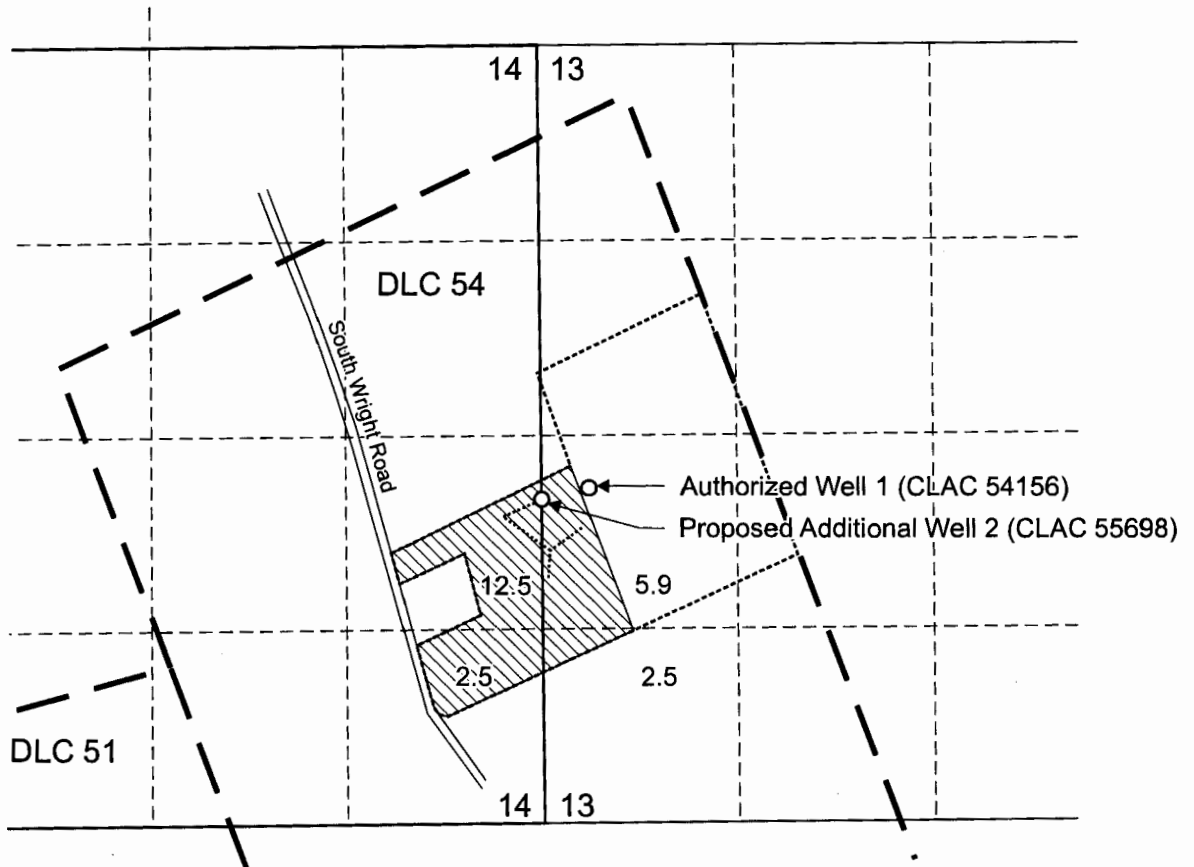 14 13
DLC 54
South Wright Road
Authorized Well 1 (CLAC 54156)
Proposed Additional Well 2 (CLAC 55698)
12.5 5.9
2.5 2.5
DLC 51
14 13